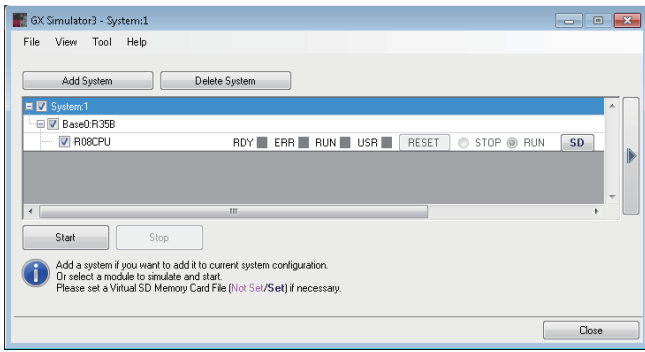 GX Simulator3 - System:1
File View Tool Help
Add System Delete System
System:1
Base0:R35B
R08CPU RDY ERR RUN USR RESET STOP RUN SD
Start Stop
Add a system if you want to add it to current system configuration.
Or select a module to simulate and start.
Please set a Virtual SD Memory Card File (Not Set/Set) if necessary.
Close